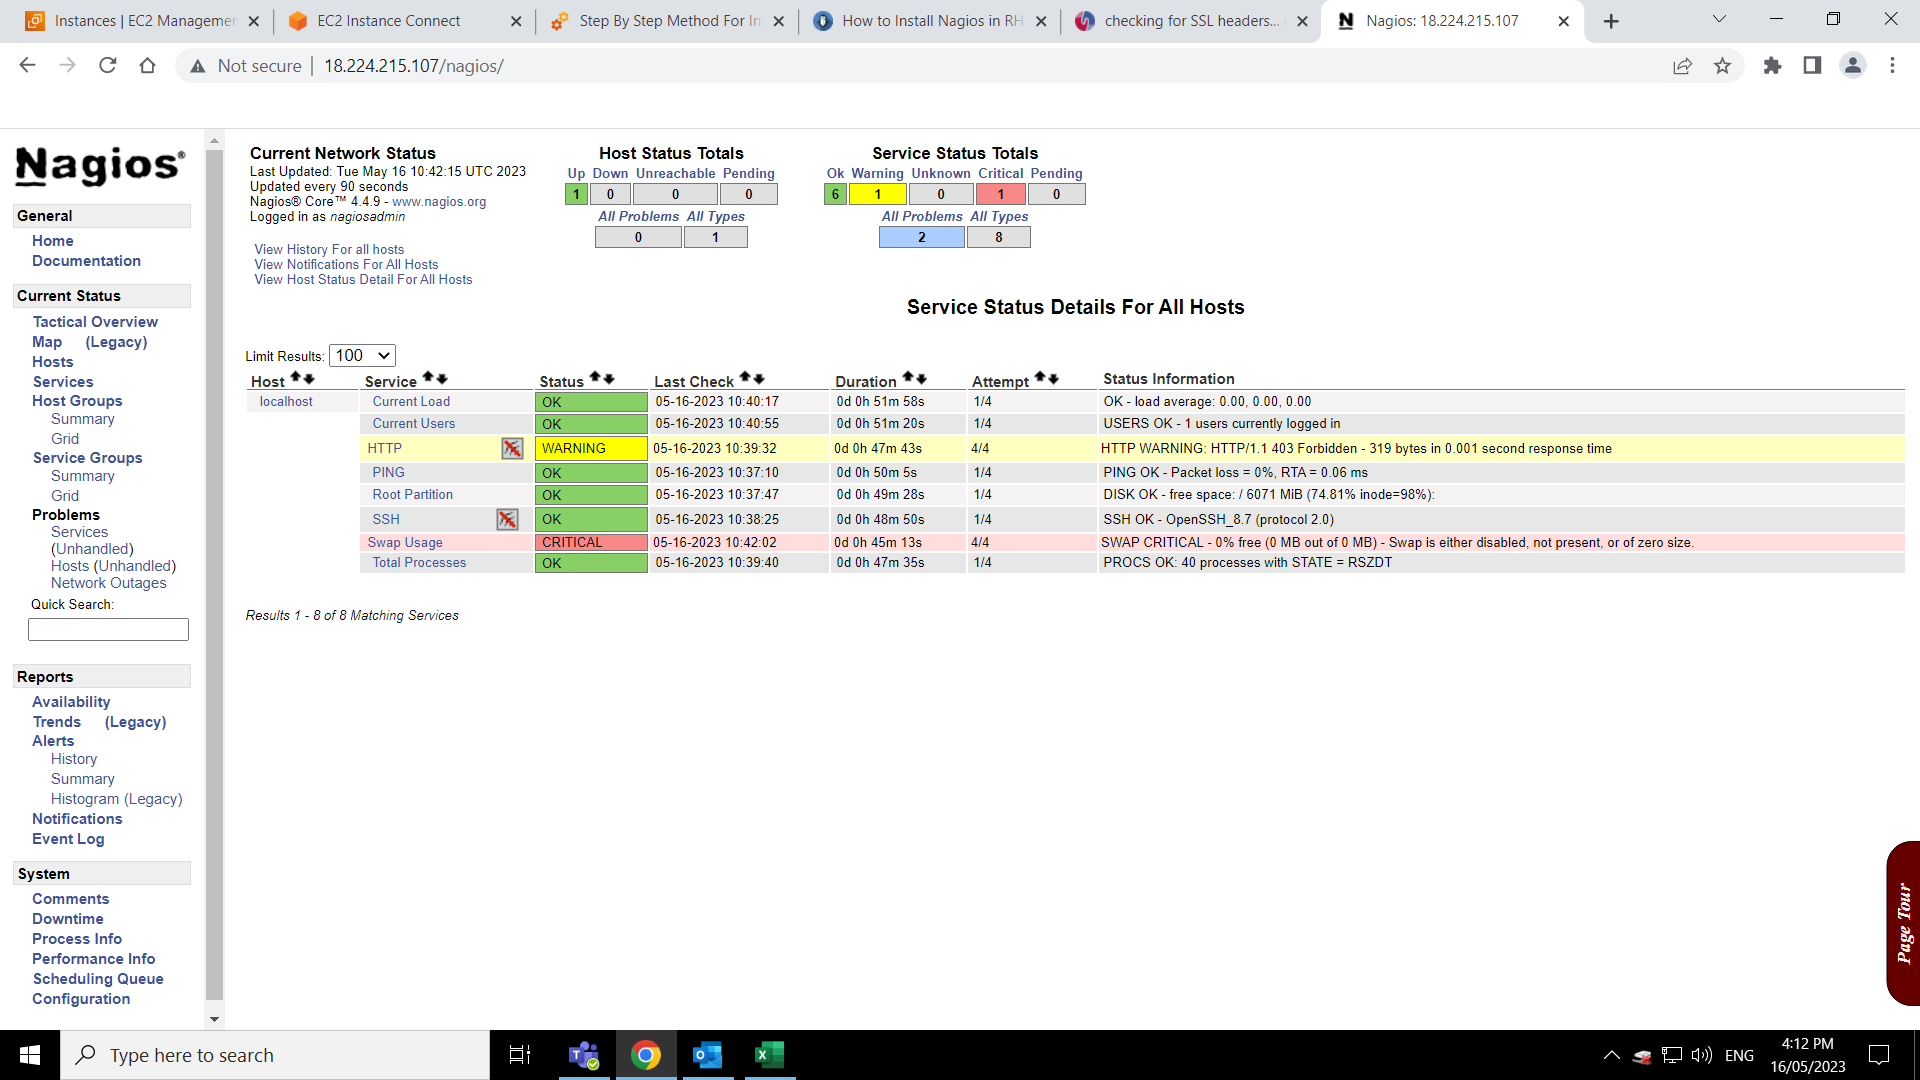 Instances | EC2 Managemen
EC2 Instance Connect
Step By Step Method For In
How to Install Nagios in RH
checking for SSL headers...
Nagios: 18.224.215.107
Not secure
18.224.215.107/nagios/
Nagios®
General
Home
Documentation
Current Status
Tactical Overview
Map (Legacy)
Hosts
Services
Host Groups
Summary
Grid
Service Groups
Summary
Grid
Problems
Services
(Unhandled)
Hosts (Unhandled)
Network Outages
Quick Search:
Reports
Availability
Trends (Legacy)
Alerts
History
Summary
Histogram (Legacy)
Notifications
Event Log
System
Comments
Downtime
Process Info
Performance Info
Scheduling Queue
Configuration
Current Network Status
Last Updated: Tue May 16 10:42:15 UTC 2023
Updated every 90 seconds
Nagios® Core™ 4.4.9 - www.nagios.org
Logged in as nagiosadmin
View History For all hosts
View Notifications For All Hosts
View Host Status Detail For All Hosts
Host Status Totals
Up Down Unreachable Pending
1 0 0 0
All Problems All Types
0 1
Service Status Totals
Ok Warning Unknown Critical Pending
6 1 0 1 0
All Problems All Types
2 8
Service Status Details For All Hosts
Limit Results: 100
Host Service Status Last Check Duration Attempt Status Information
localhost Current Load OK 05-16-2023 10:40:17 0d 0h 51m 58s 1/4 OK - load average: 0.00, 0.00, 0.00
Current Users OK 05-16-2023 10:40:55 0d 0h 51m 20s 1/4 USERS OK - 1 users currently logged in
HTTP WARNING 05-16-2023 10:39:32 0d 0h 47m 43s 4/4 HTTP WARNING: HTTP/1.1 403 Forbidden - 319 bytes in 0.001 second response time
PING OK 05-16-2023 10:37:10 0d 0h 50m 5s 1/4 PING OK - Packet loss = 0%, RTA = 0.06 ms
Root Partition OK 05-16-2023 10:37:47 0d 0h 49m 28s 1/4 DISK OK - free space: / 6071 MiB (74.81% inode=98%):
SSH OK 05-16-2023 10:38:25 0d 0h 48m 50s 1/4 SSH OK - OpenSSH_8.7 (protocol 2.0)
Swap Usage CRITICAL 05-16-2023 10:42:02 0d 0h 45m 13s 4/4 SWAP CRITICAL - 0% free (0 MB out of 0 MB) - Swap is either disabled, not present, or of zero size.
Total Processes OK 05-16-2023 10:39:40 0d 0h 47m 35s 1/4 PROCS OK: 40 processes with STATE = RSZDT
Results 1 - 8 of 8 Matching Services
Page Tour
Type here to search
ENG
4:12 PM
16/05/2023